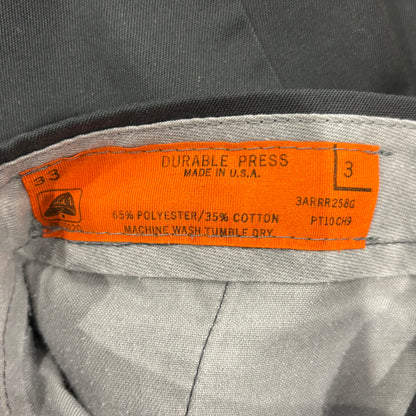 33
DURABLE PRESS
MADE IN U.S.A.
3
3ARRR258G
65% POLYESTER/35% COTTON
PT10CH9
MACHINE WASH, TUMBLE DRY.